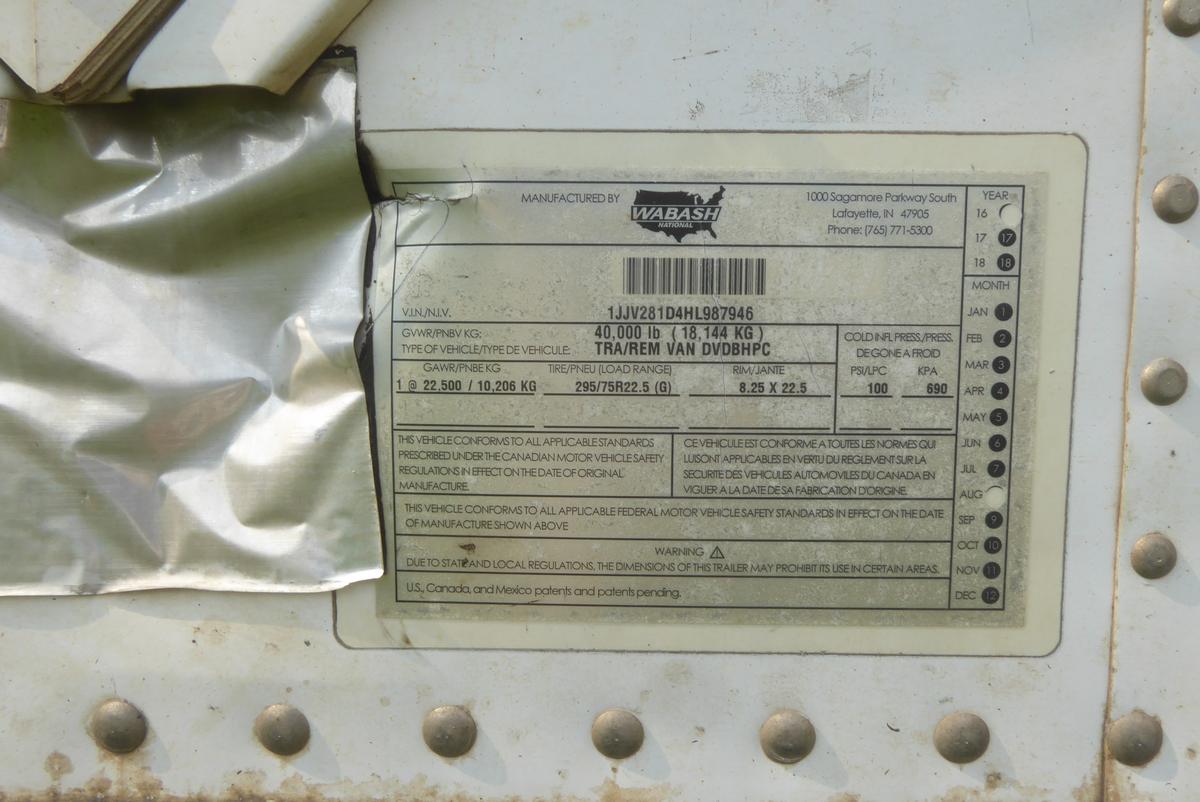 MANUFACTURED BY
WABASH
NATIONAL
1000 Sagamore Parkway South
Lafayette, IN 47905
Phone: (765) 771-5300
V.I.N./N.I.V.
1JJV281D4HL987946
GVWR/PNBV KG:
40,000 lb ( 18,144 KG )
TYPE OF VEHICLE/TYPE DE VEHICULE:
TRA/REM VAN DVDBHPC
GAWR/PNBE KG
TIRE/PNEU (LOAD RANGE)
RIM/JANTE
1 @ 22,500 / 10,206 KG
295/75R22.5 (G)
8.25 X 22.5
COLD INFL PRESS/PRESS.
DE GONE A FROID
PSI/LPC KPA
100 690
THIS VEHICLE CONFORMS TO ALL APPLICABLE STANDARDS
PRESCRIBED UNDER THE CANADIAN MOTOR VEHICLE SAFETY
REGULATIONS IN EFFECT ON THE DATE OF ORIGINAL
MANUFACTURE.
CE VEHICULE EST CONFORME A TOUTES LES NORMES QUI
LUISONT APPLICABLES EN VERTU DU REGLEMENT SUR LA
SECURITE DES VEHICULES AUTOMOVILES DU CANADA EN
VIGUER A LA DATE DE SA FABRICATION D'ORIGINE.
THIS VEHICLE CONFORMS TO ALL APPLICABLE FEDERAL MOTOR VEHICLE SAFETY STANDARDS IN EFFECT ON THE DATE
OF MANUFACTURE SHOWN ABOVE
WARNING
DUE TO STATE AND LOCAL REGULATIONS, THE DIMENSIONS OF THIS TRAILER MAY PROHIBIT ITS USE IN CERTAIN AREAS.
U.S., Canada, and Mexico patents and patents pending.
YEAR
16
17 17
18 18
MONTH
JAN 1
FEB 2
MAR 3
APR 4
MAY 5
JUN 6
JUL 7
AUG
SEP 9
OCT 10
NOV 11
DEC 12